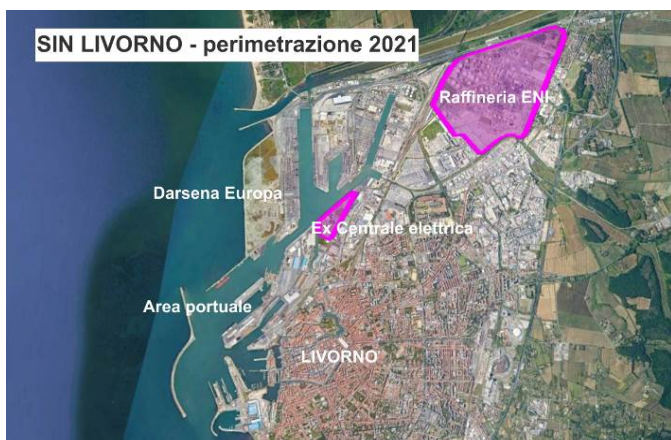 SIN LIVORNO - perimetrazione 2021
Raffineria ENI
Darsena Europa
Ex Centrale elettrica
Area portuale
LIVORNO